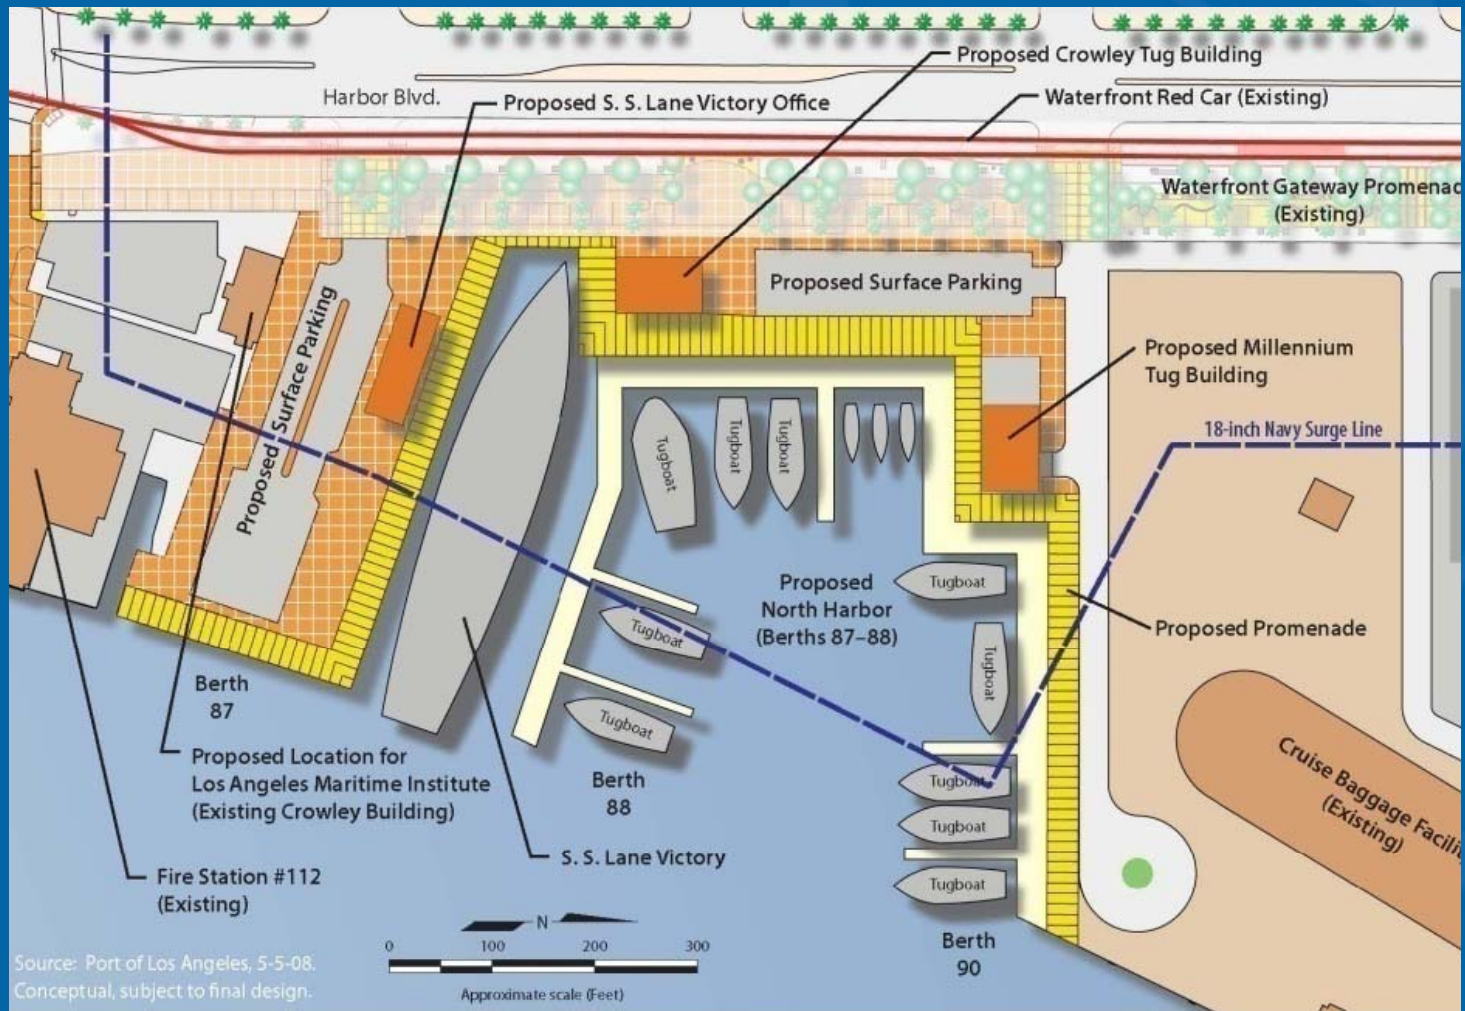 Proposed Crowley Tug Building
Harbor Blvd.
Proposed S. S. Lane Victory Office
Waterfront Red Car (Existing)
Waterfront Gateway Promenad
(Existing)
Proposed Surface Parking
Proposed Surface Parking
Proposed Millennium
Tug Building
18-inch Navy Surge Line
Tugboat
Tugboat
Tugboat
Tugboat
Proposed
North Harbor
(Berths 87–88)
Tugboat
Proposed Promenade
Tugboat
Berth
87
Tugboat
Proposed Location for
Los Angeles Maritime Institute
(Existing Crowley Building)
Berth
88
Tugboat
Tugboat
Cruise Baggage Facili
(Existing)
S. S. Lane Victory
Fire Station #112
(Existing)
Tugboat
Berth
90
N
0 100 200 300
Approximate scale (Feet)
Source: Port of Los Angeles, 5-5-08.
Conceptual, subject to final design.